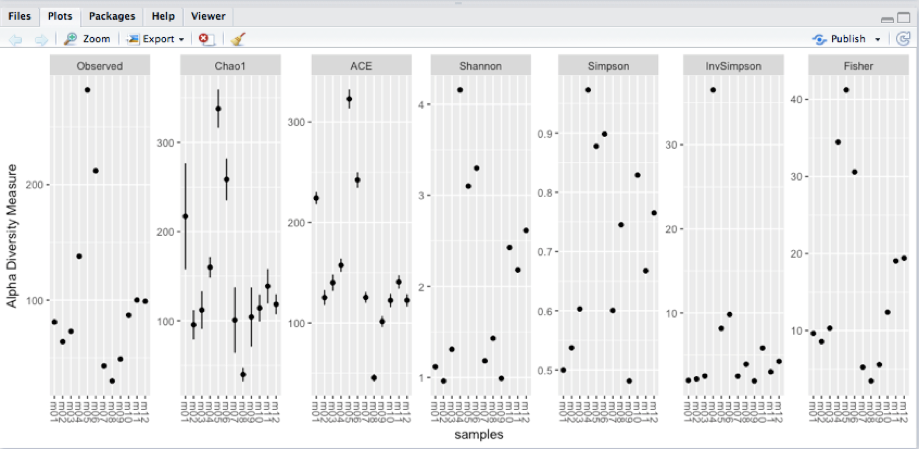 Files Plots Packages Help Viewer
Zoom Export Publish
Observed Chao1 ACE Shannon Simpson InvSimpson Fisher
Alpha Diversity Measure
200
100
300
200
100
300
200
100
4
3
2
1
0.9
0.8
0.7
0.6
0.5
30
30
10
40
30
20
10
m01 m02 m03 m04 m05 m06 m07 m08 m09 m10 m11 m12
m01 m02 m03 m04 m05 m06 m07 m08 m09 m10 m11 m12
m01 m02 m03 m04 m05 m06 m07 m08 m09 m10 m11 m12
m01 m02 m03 m04 m05 m06 m07 m08 m09 m10 m11 m12
m01 m02 m03 m04 m05 m06 m07 m08 m09 m10 m11 m12
m01 m02 m03 m04 m05 m06 m07 m08 m09 m10 m11 m12
m01 m02 m03 m04 m05 m06 m07 m08 m09 m10 m11 m12
samples